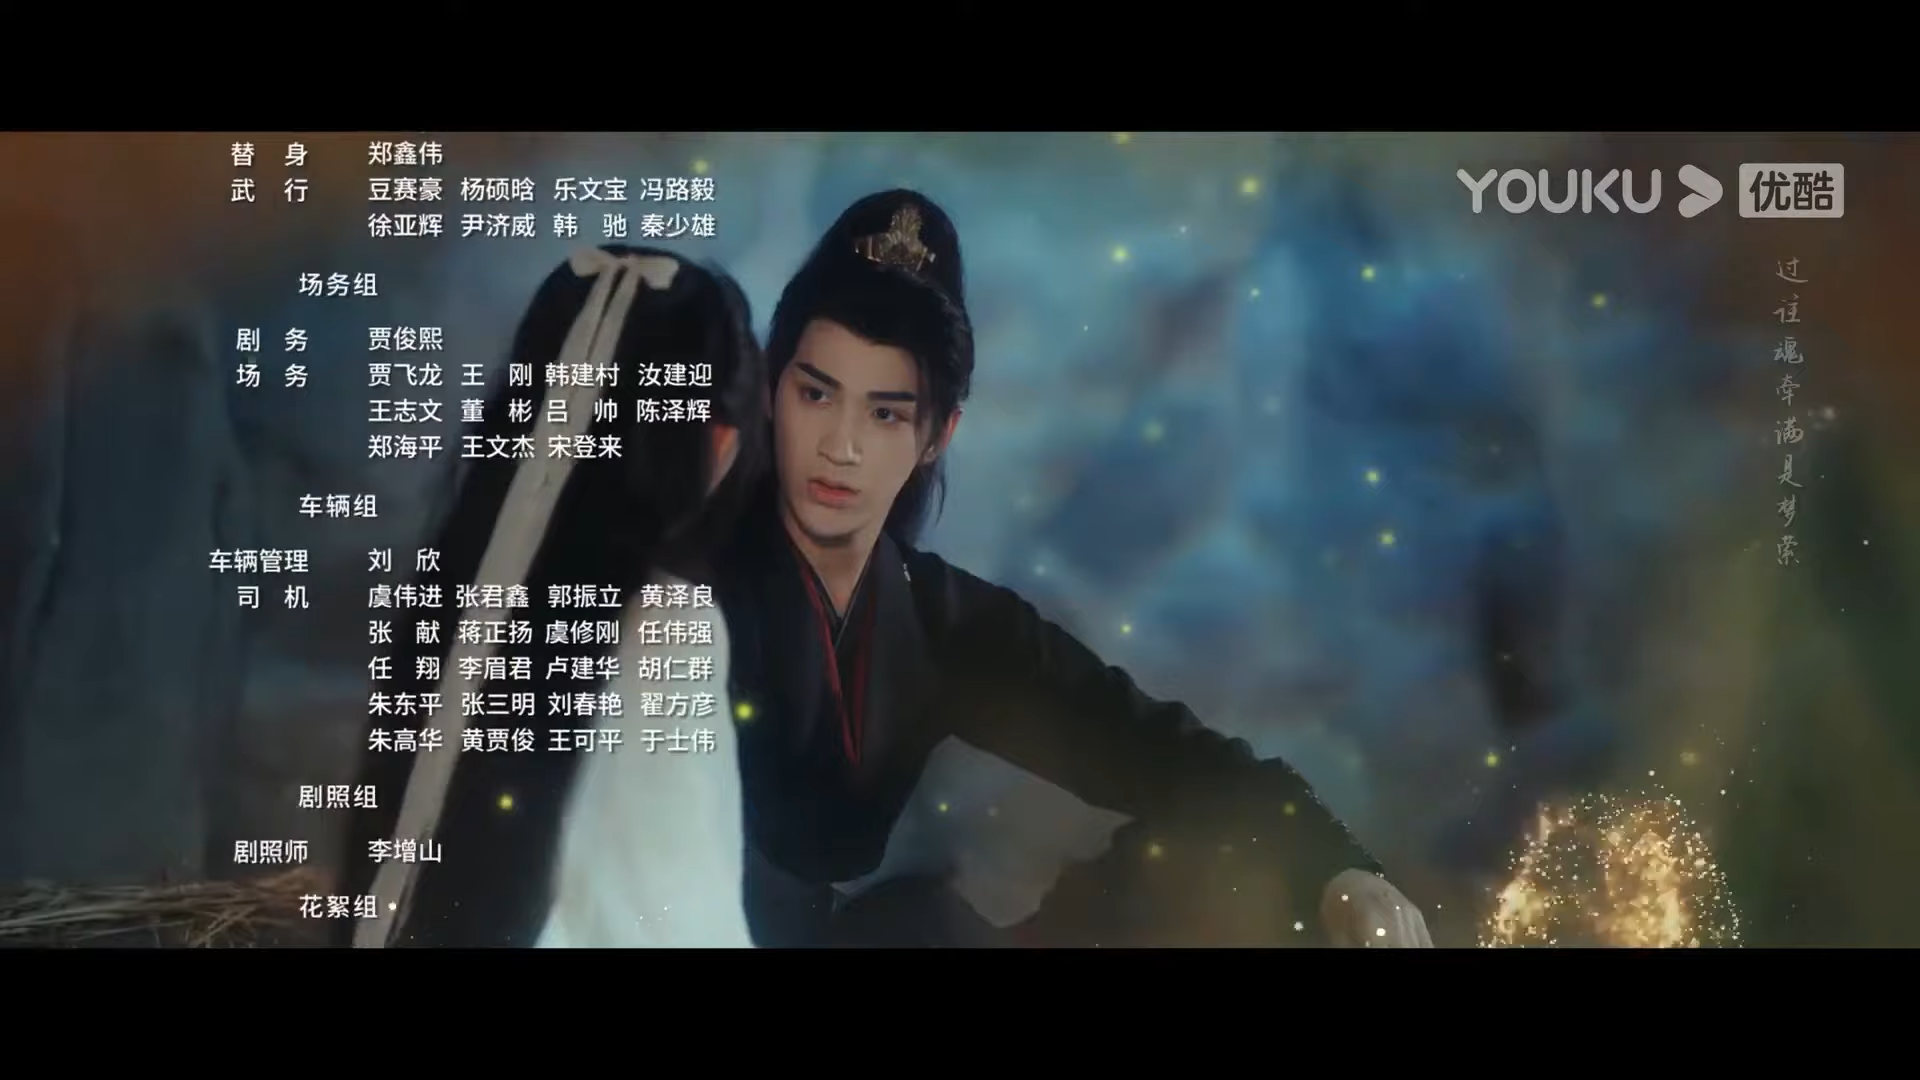 替 身 郑鑫伟
武 行 豆赛豪 杨硕晗 乐文宝 冯路毅
徐亚辉 尹济威 韩 驰 秦少雄
场务组
剧 务 贾俊熙
场 务 贾飞龙 王 刚 韩建村 汝建迎
王志文 董 彬 吕 帅 陈泽辉
郑海平 王文杰 宋登来
车辆组
车辆管理 刘 欣
司 机 虞伟进 张君鑫 郭振立 黄泽良
张 献 蒋正扬 虞修刚 任伟强
任 翔 李眉君 卢建华 胡仁群
朱东平 张三明 刘春艳 翟方彦
朱高华 黄贾俊 王可平 于士伟
剧照组
剧照师 李增山
花絮组
YOUKU 优酷
过往魂牵满是梦萦